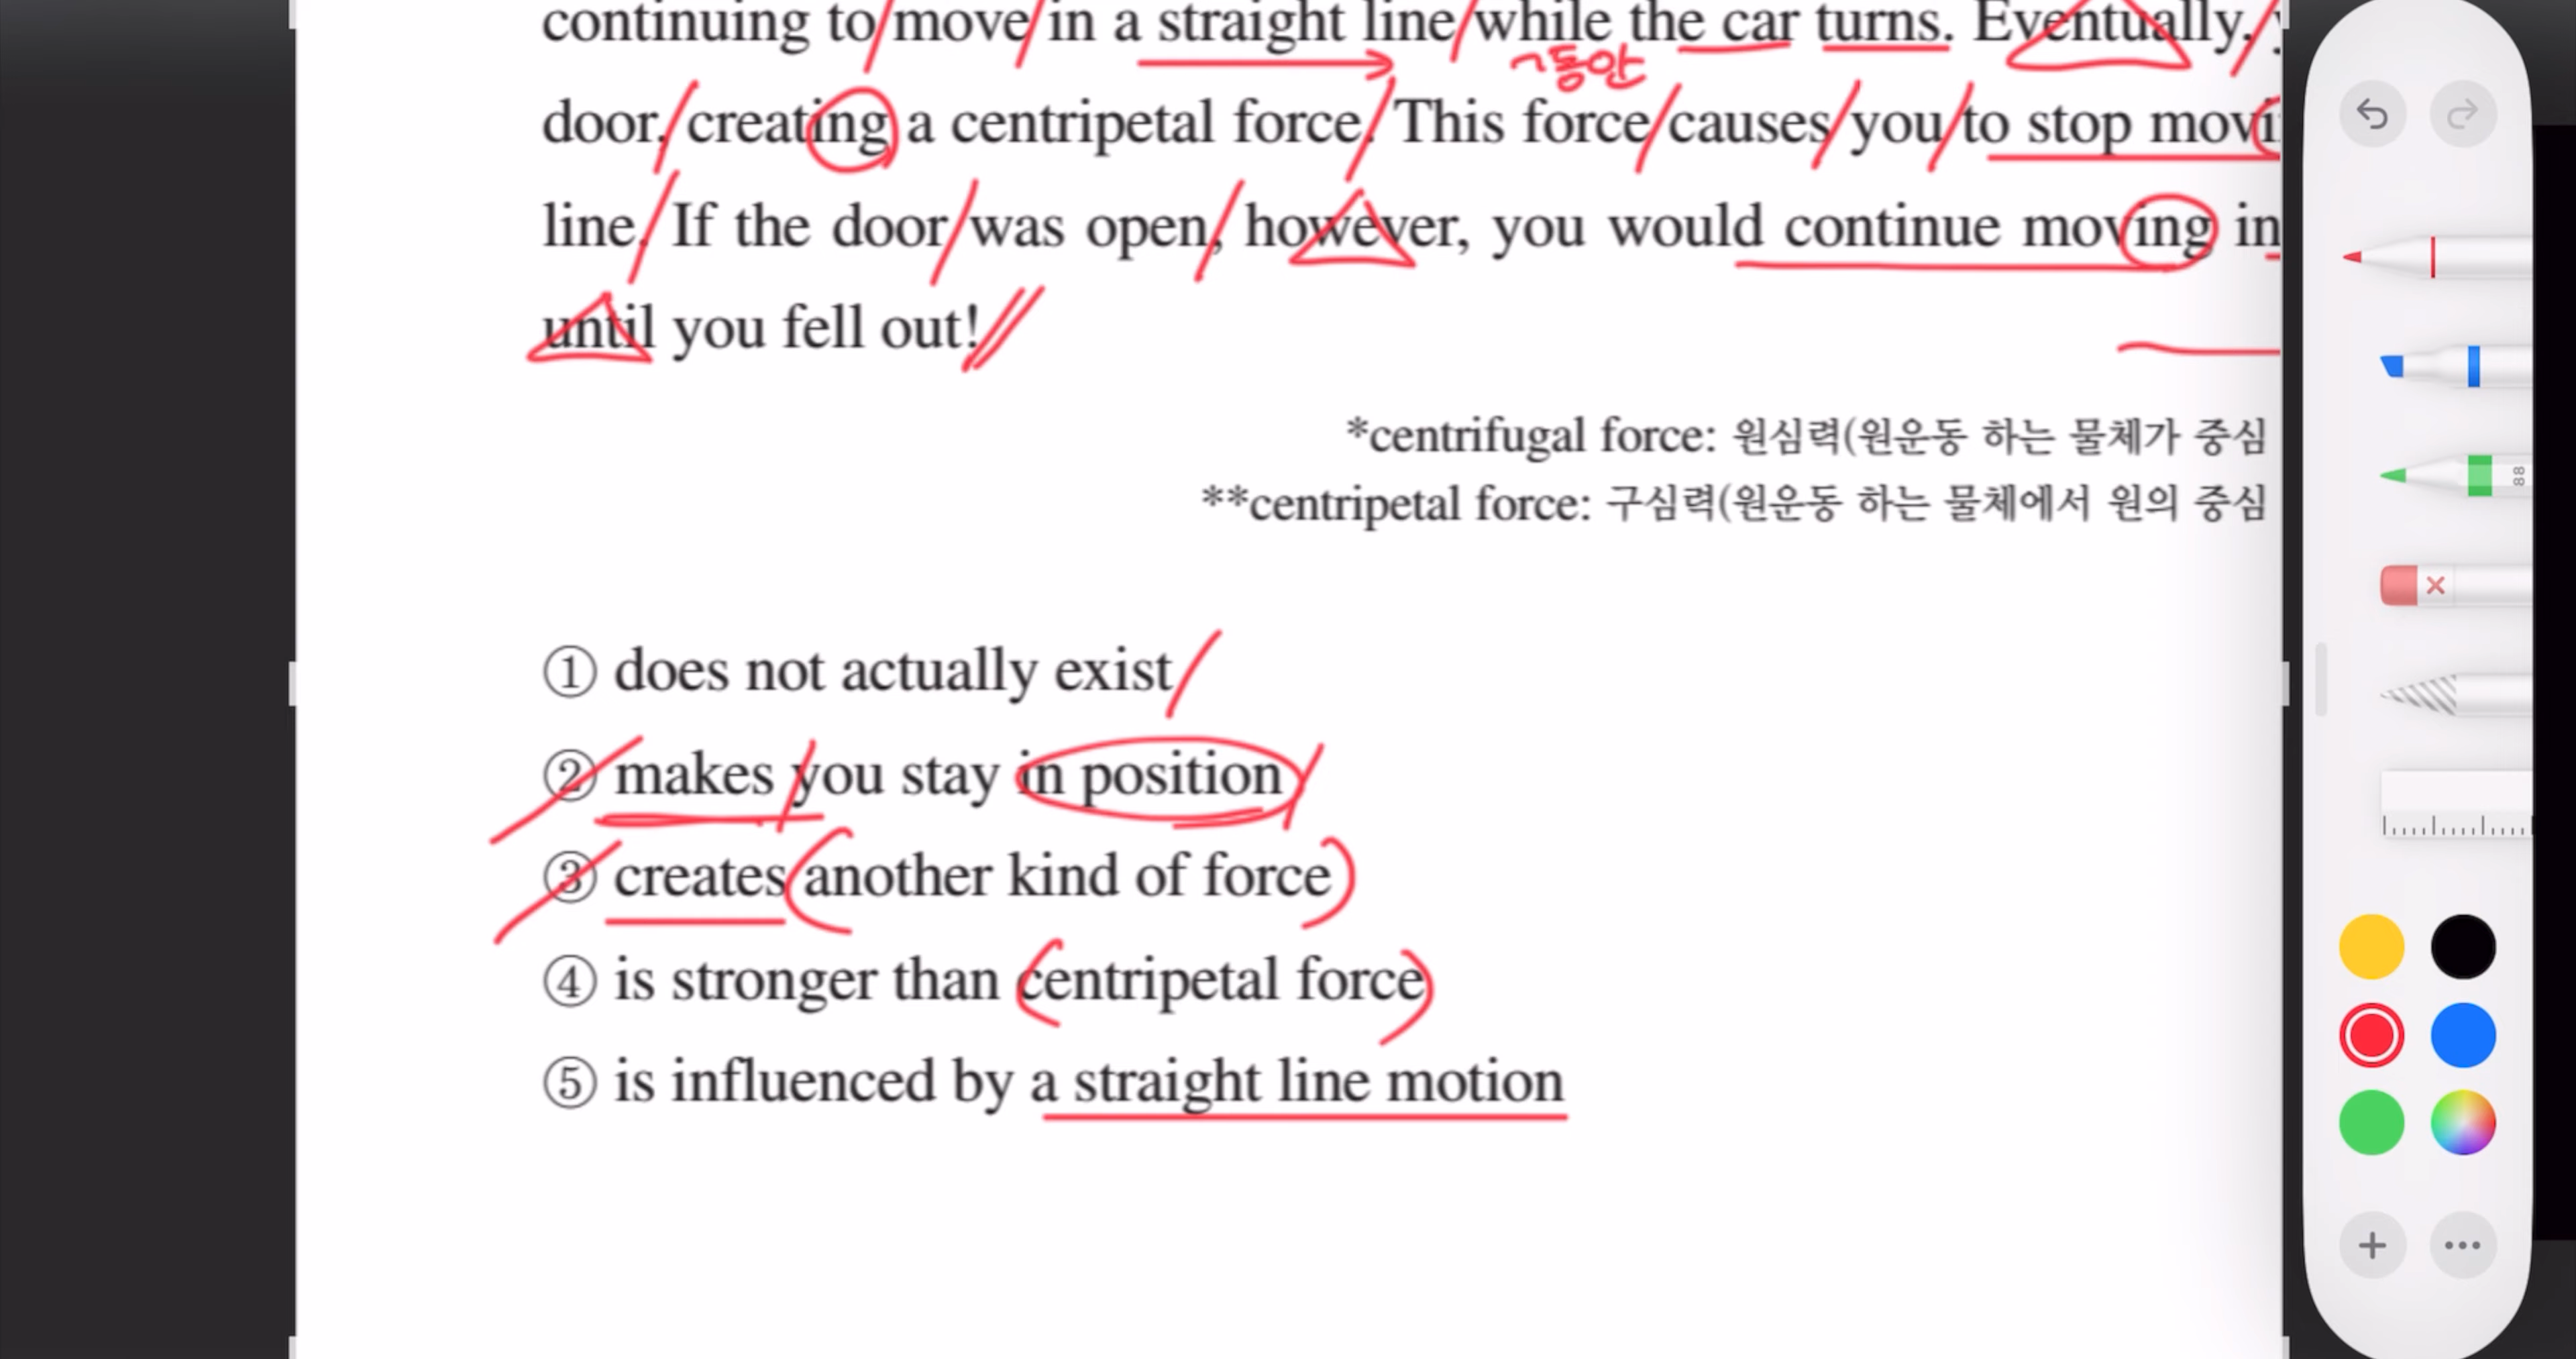 continuing to move in a straight line while the car turns. Eventually,
~동안
door, creating a centripetal force. This force causes you to stop
line. If the door was open, however, you would continue moving in
until you fell out!
*centrifugal force: 원심력(원운동 하는 물체가 중심
**centripetal force: 구심력(원운동 하는 물체에서 원의 중심
① does not actually exist
② makes you stay in position
③ creates another kind of force
④ is stronger than centripetal force
⑤ is influenced by a straight line motion
88